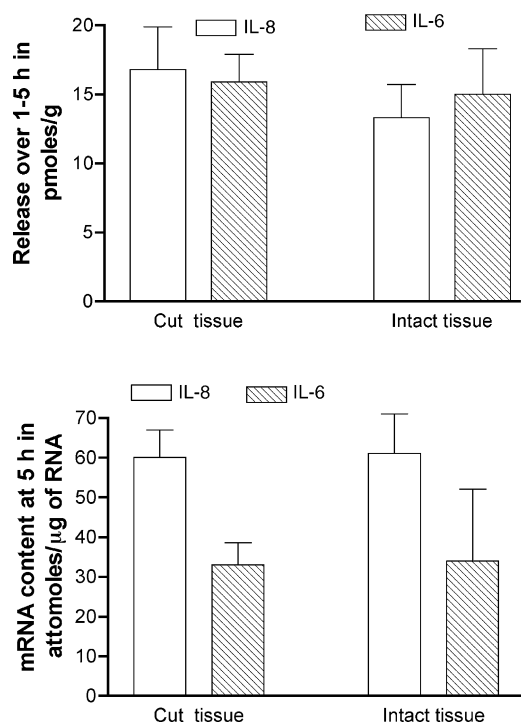 IL-8
IL-6
20
15
10
5
0
Release over 1-5 h in
pmoles/g
Cut tissue
Intact tissue
IL-8
IL-6
70
60
50
40
30
20
10
0
mRNA content at 5 h in
attomoles/μg of RNA
Cut tissue
Intact tissue